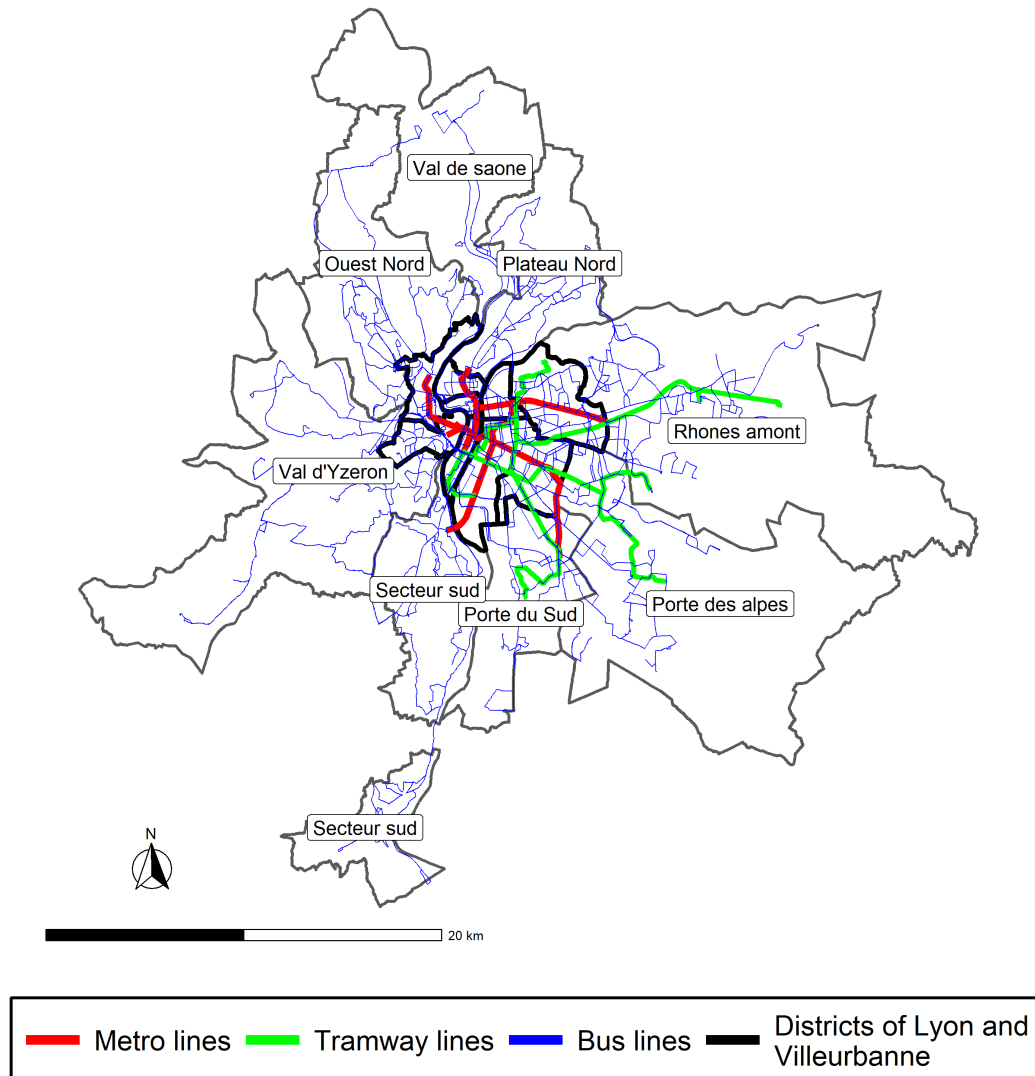 Val de saone
Ouest Nord
Plateau Nord
Rhones amont
Val d'Yzeron
Secteur sud
Porte du Sud
Porte des alpes
Secteur sud
N
20 km
Metro lines
Tramway lines
Bus lines
Districts of Lyon and
Villeurbanne